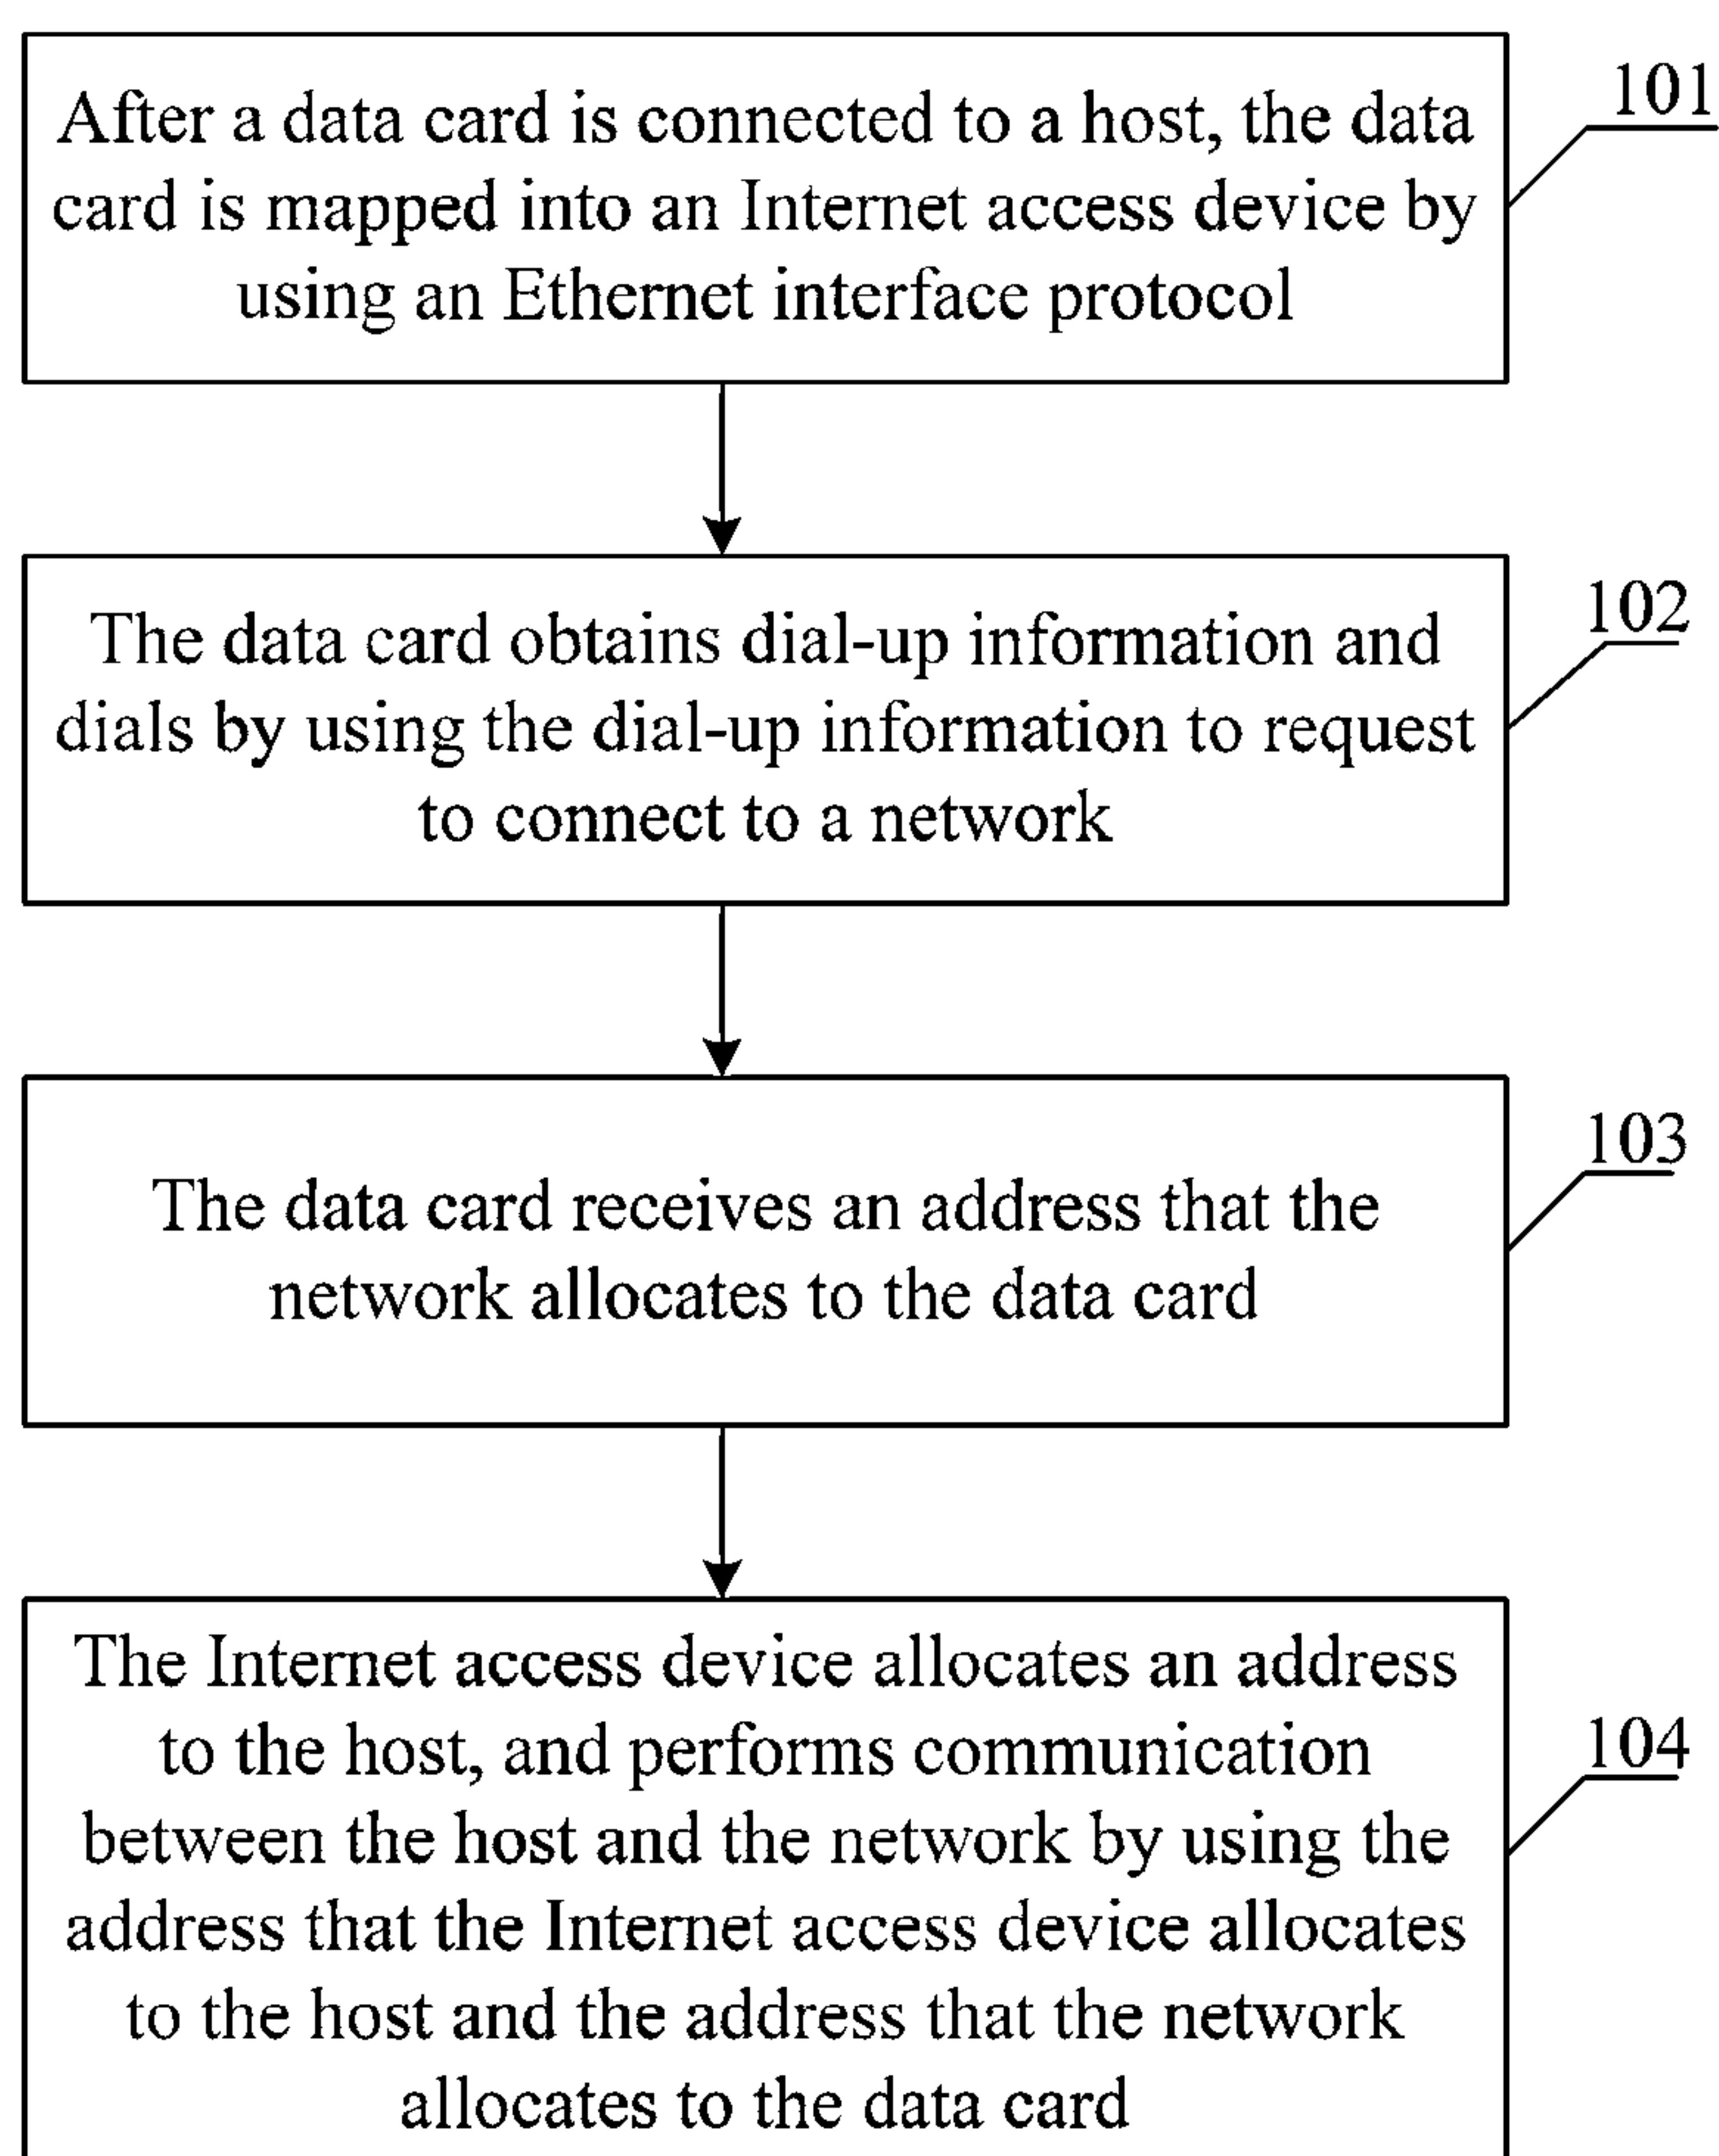 After a data card is connected to a host, the data
card is mapped into an Internet access device by
using an Ethernet interface protocol
101
The data card obtains dial-up information and
dials by using the dial-up information to request
to connect to a network
102
The data card receives an address that the
network allocates to the data card
103
The Internet access device allocates an address
to the host, and performs communication
between the host and the network by using the
address that the Internet access device allocates
to the host and the address that the network
allocates to the data card
104